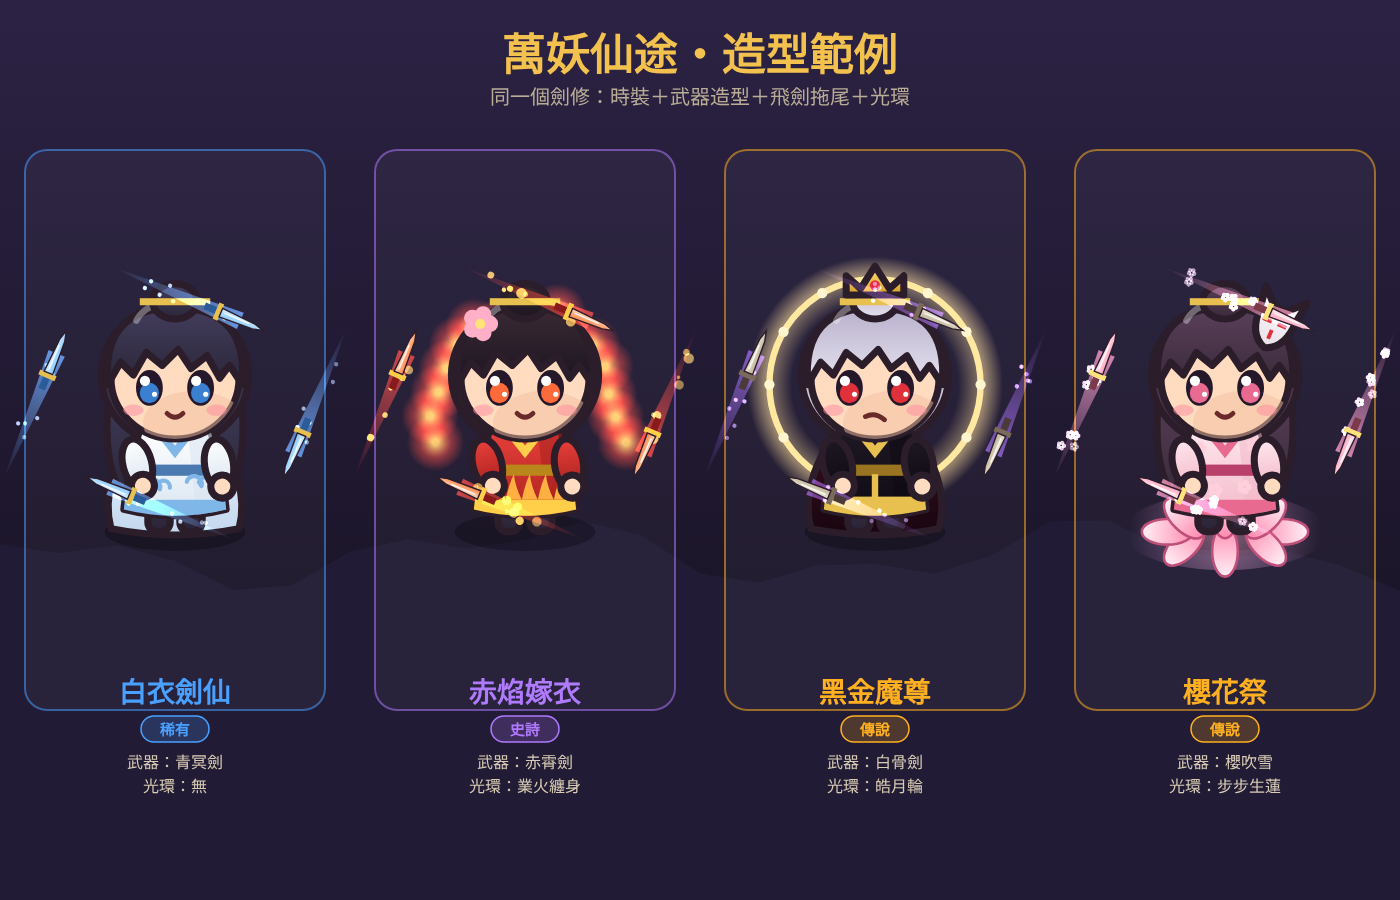 萬妖仙途・造型範例
同一個劍修：時裝＋武器造型＋飛劍拖尾＋光環
白衣劍仙
稀有
武器：青冥劍
光環：無
赤焰嫁衣
史詩
武器：赤霄劍
光環：業火纏身
黑金魔尊
傳說
武器：白骨劍
光環：皓月輪
櫻花祭
傳說
武器：櫻吹雪
光環：步步生蓮